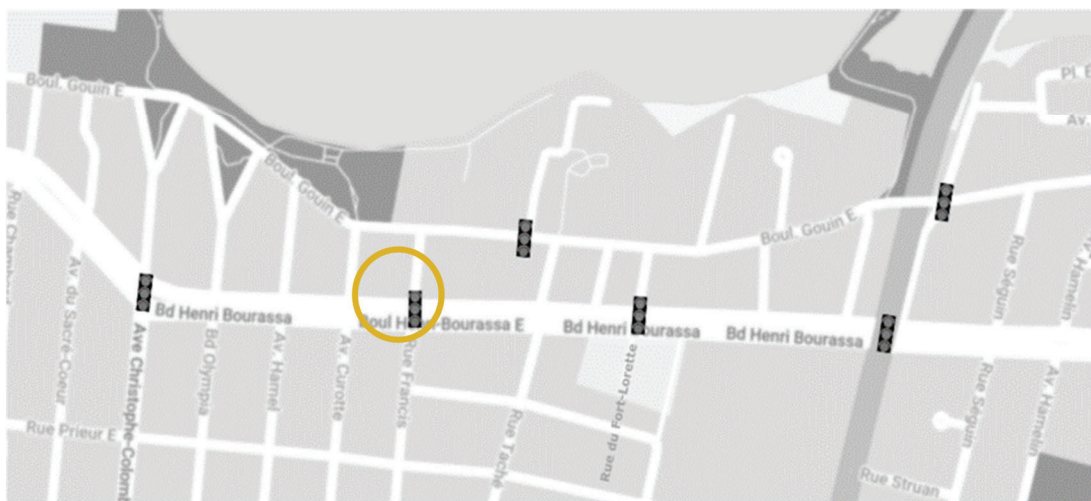 Boul. Gouin E
Pl. E
Av.
Boul. Gouin E
Boul. Gouin E
Rue Séguin
Av. Hamelin
Av. du Sacré-Coeur
Bd Henri Bourassa
Boul Henri-Bourassa E
Bd Henri Bourassa
Bd Henri Bourassa
Ave Christophe-Colomb
Bd Olympia
Av. Hamel
Av. Curotte
Rue Francis
Rue Taché
Rue du Fort-Lorette
Rue Séguin
Av. Hamelin
Rue Prieur E
Rue Struan